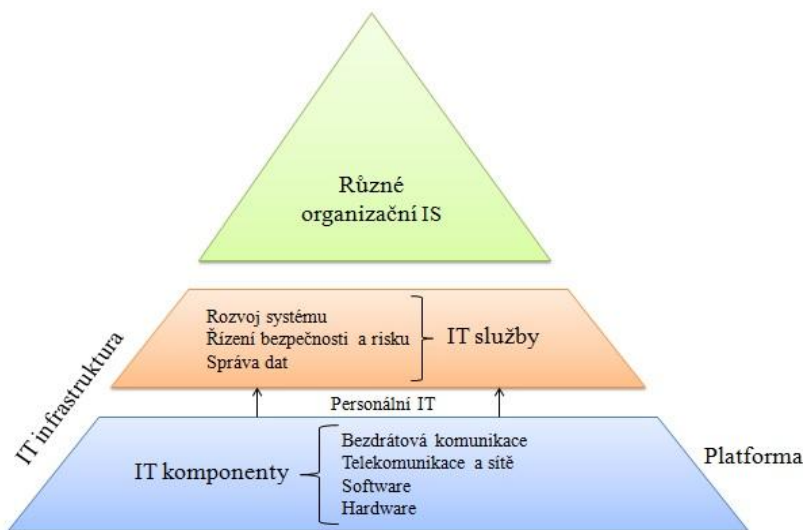 Různé
organizační IS
Rozvoj systému
Řízení bezpečnosti a risku
Správa dat
IT služby
IT infrastruktura
Personální IT
IT komponenty
Bezdrátová komunikace
Telekomunikace a sítě
Software
Hardware
Platforma